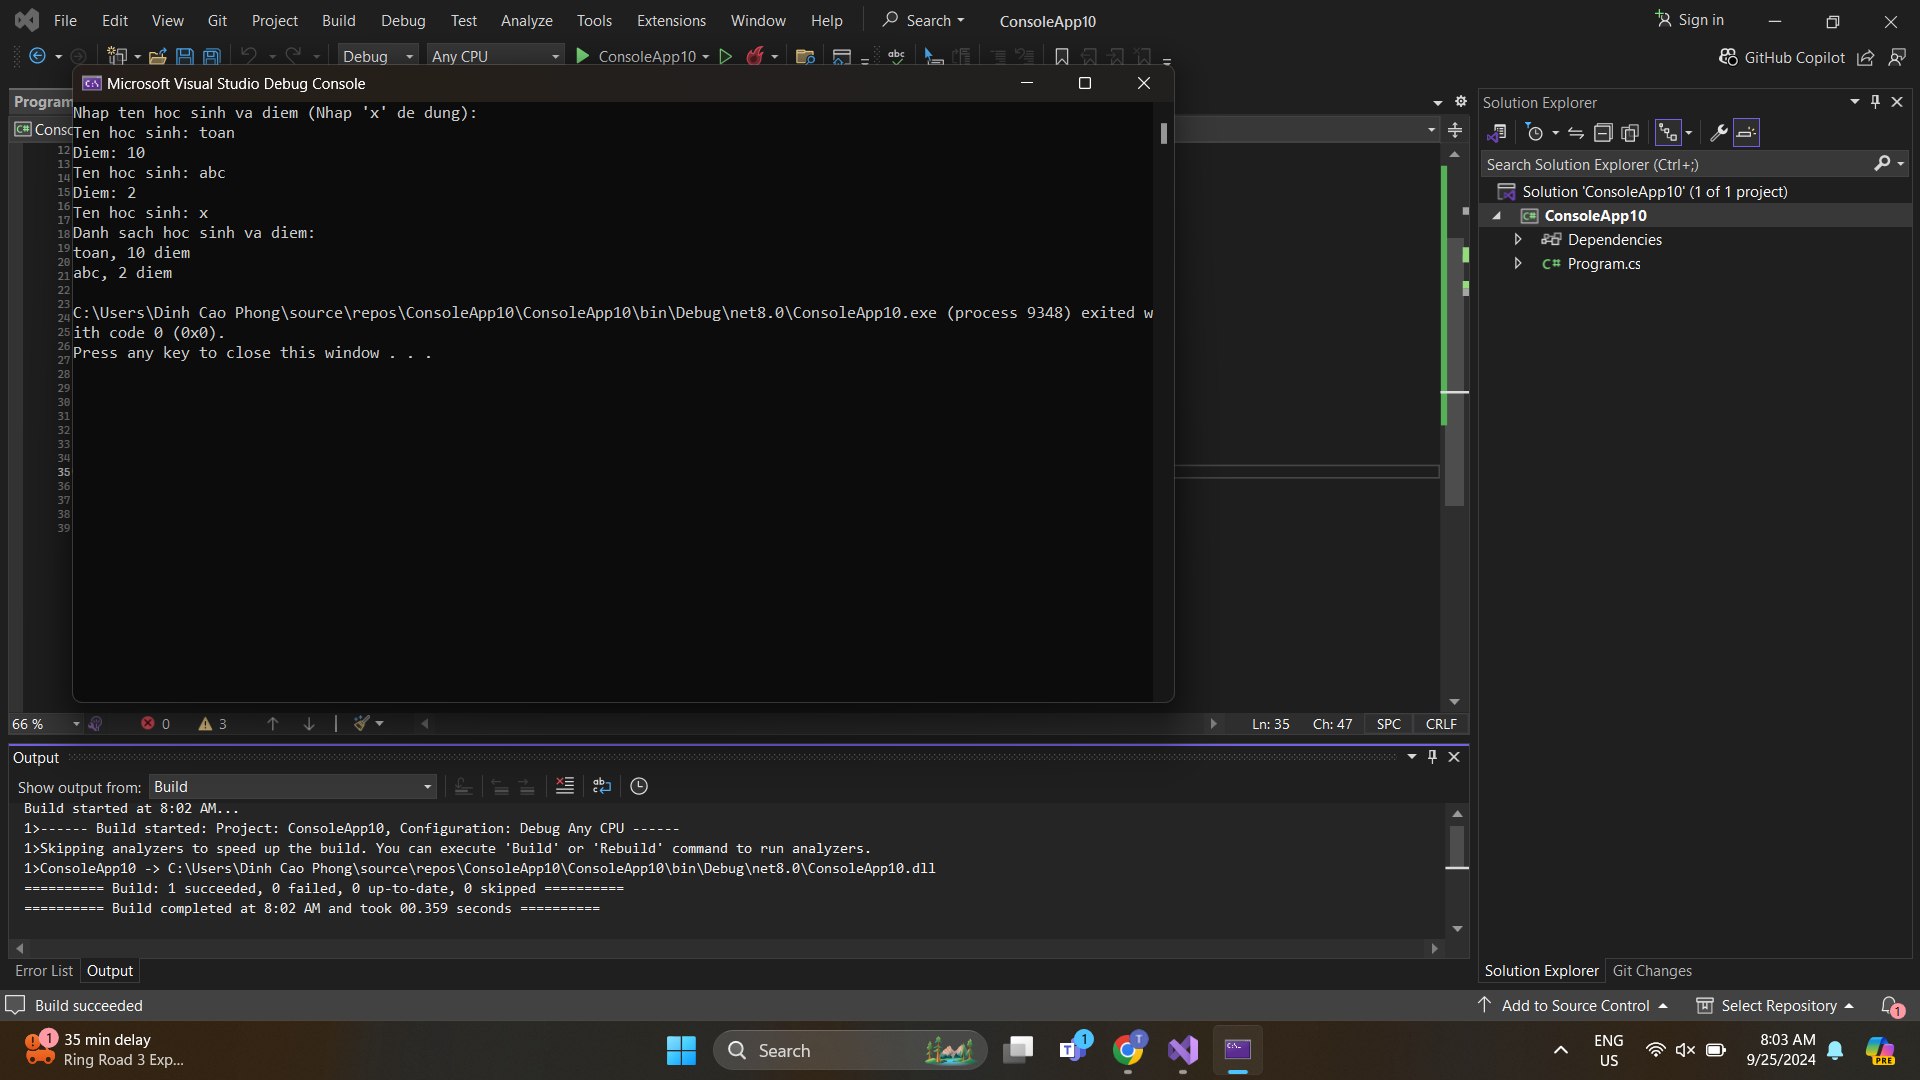 File Edit View Git Project Build Debug Test Analyze Tools Extensions Window Help Search ConsoleApp10 Sign in
Debug Any CPU ConsoleApp10 abc GitHub Copilot
Microsoft Visual Studio Debug Console
Program
Conso
Nhap ten hoc sinh va diem (Nhap 'x' de dung):
Ten hoc sinh: toan
Diem: 10
Ten hoc sinh: abc
Diem: 2
Ten hoc sinh: x
Danh sach hoc sinh va diem:
toan, 10 diem
abc, 2 diem
C:\Users\Dinh Cao Phong\source\repos\ConsoleApp10\ConsoleApp10\bin\Debug\net8.0\ConsoleApp10.exe (process 9348) exited w
ith code 0 (0x0).
Press any key to close this window . . .
12
13
14
15
16
17
18
19
20
21
22
23
24
25
26
27
28
29
30
31
32
33
34
35
36
37
38
39
Solution Explorer
Search Solution Explorer (Ctrl+;)
Solution 'ConsoleApp10' (1 of 1 project)
ConsoleApp10
Dependencies
C# Program.cs
66 % 0 3 Ln: 35 Ch: 47 SPC CRLF
Output
Show output from: Build
Build started at 8:02 AM...
1>------ Build started: Project: ConsoleApp10, Configuration: Debug Any CPU ------
1>Skipping analyzers to speed up the build. You can execute 'Build' or 'Rebuild' command to run analyzers.
1>ConsoleApp10 -> C:\Users\Dinh Cao Phong\source\repos\ConsoleApp10\ConsoleApp10\bin\Debug\net8.0\ConsoleApp10.dll
========== Build: 1 succeeded, 0 failed, 0 up-to-date, 0 skipped ==========
========== Build completed at 8:02 AM and took 00.359 seconds ==========
Error List Output
Solution Explorer Git Changes
Build succeeded Add to Source Control Select Repository 1
1 35 min delay
Ring Road 3 Exp...
Search
1
T
ENG
US
8:03 AM
9/25/2024
PRE